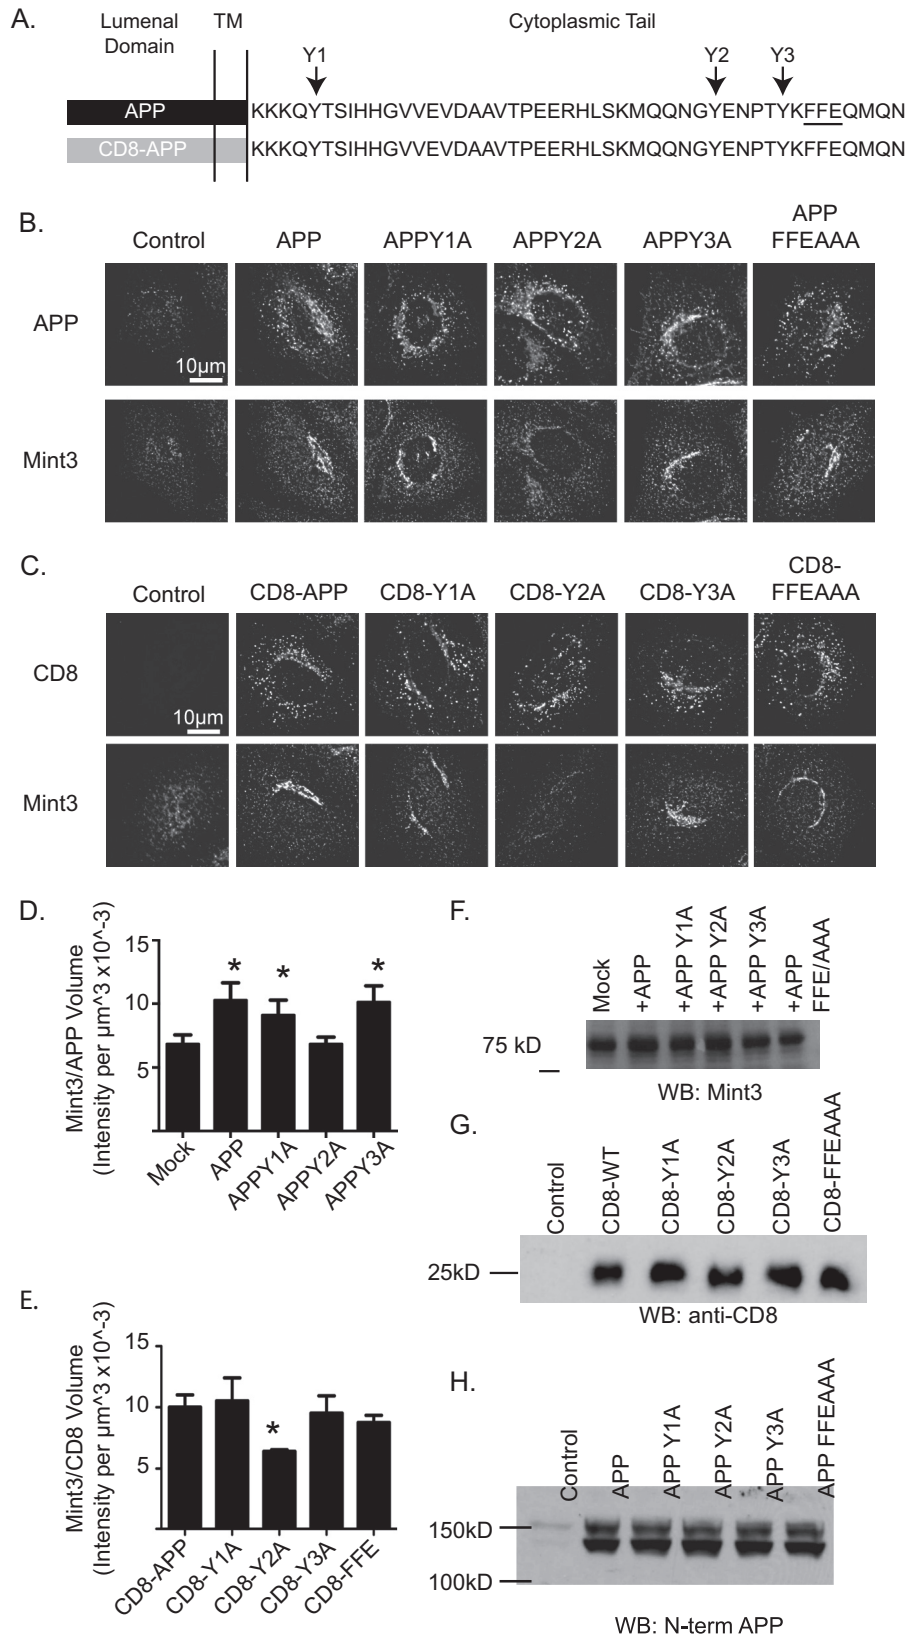 A.
Lumenal Domain
TM
Cytoplasmic Tail
Y1
Y2
Y3
APP
KKKQYTSIHHGVVEVDAAVTPEERHLSKMQQNGYENPTYKFFEQMQN
CD8-APP
KKKQYTSIHHGVVEVDAAVTPEERHLSKMQQNGYENPTYKFFEQMQN
B.
Control
APP
APPY1A
APPY2A
APPY3A
APP FFEAAA
APP
10µm
Mint3
C.
Control
CD8-APP
CD8-Y1A
CD8-Y2A
CD8-Y3A
CD8-FFEAAA
CD8
10µm
Mint3
D.
Mint3/APP Volume
(Intensity per µm^3 x10^-3)
15
10
5
*
*
*
Mock
APP
APPY1A
APPY2A
APPY3A
E.
Mint3/CD8 Volume
(Intensity per µm^3 x10^-3)
15
10
5
*
CD8-APP
CD8-Y1A
CD8-Y2A
CD8-Y3A
CD8-FFE
F.
Mock
+APP
+APP Y1A
+APP Y2A
+APP Y3A
+APP
FFE/AAA
75 kD
WB: Mint3
G.
Control
CD8-WT
CD8-Y1A
CD8-Y2A
CD8-Y3A
CD8-FFEAAA
25kD
WB: anti-CD8
H.
Control
APP
APP Y1A
APP Y2A
APP Y3A
APP FFEAAA
150kD
100kD
WB: N-term APP